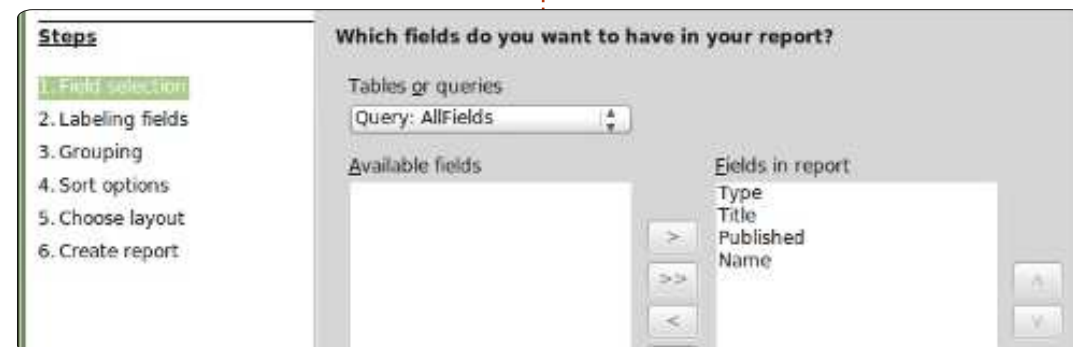 Steps
1. Field selection
2. Labeling fields
3. Grouping
4. Sort options
5. Choose layout
6. Create report
Which fields do you want to have in your report?
Tables or queries
Query: AllFields
Available fields
>
>>
<
Fields in report
Type
Title
Published
Name